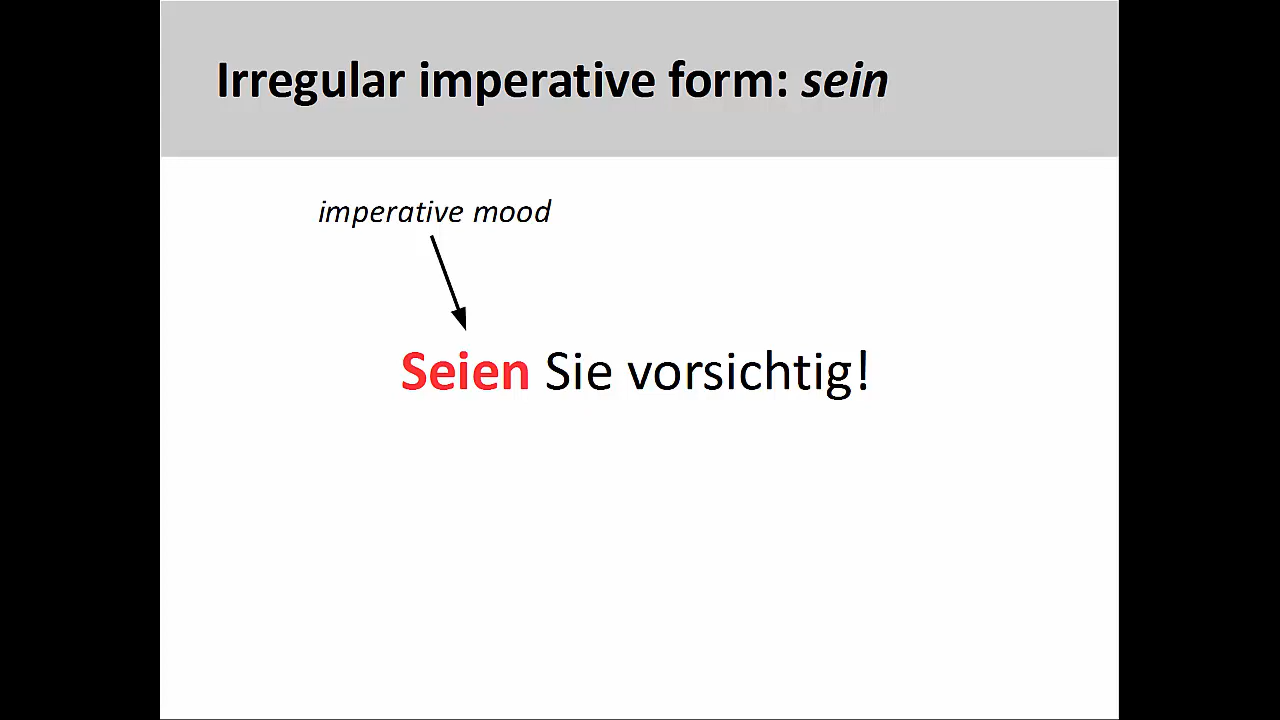 Irregular imperative form: sein
imperative mood
Seien Sie vorsichtig!